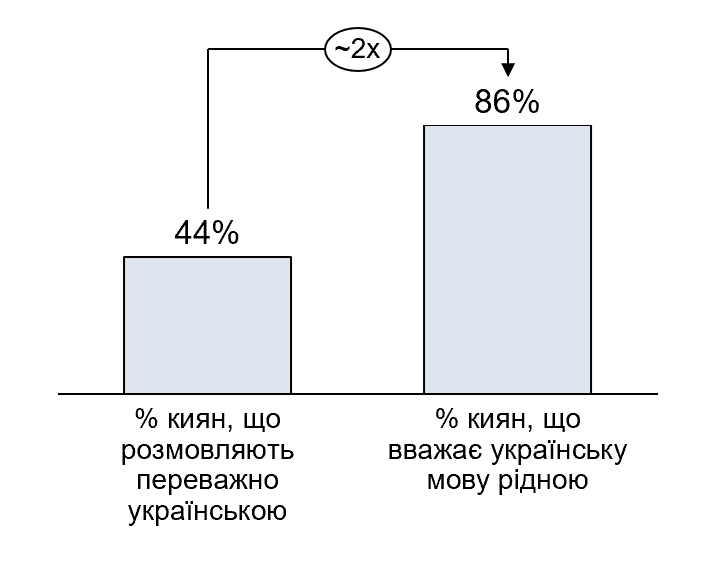 ~2x
86%
44%
% киян, що
розмовляють
переважно
українською
% киян, що
вважає українську
мову рідною